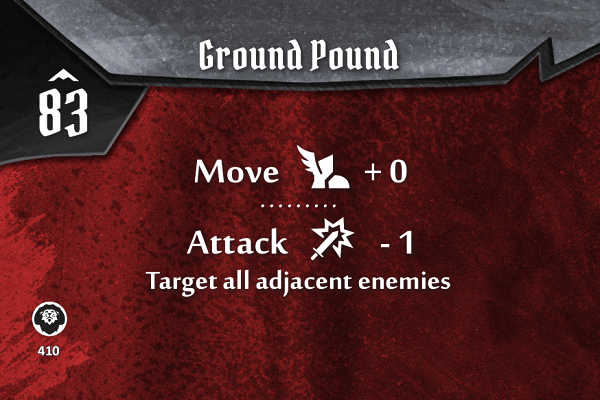 Ground Pound
83
Move + 0
Attack - 1
Target all adjacent enemies
410